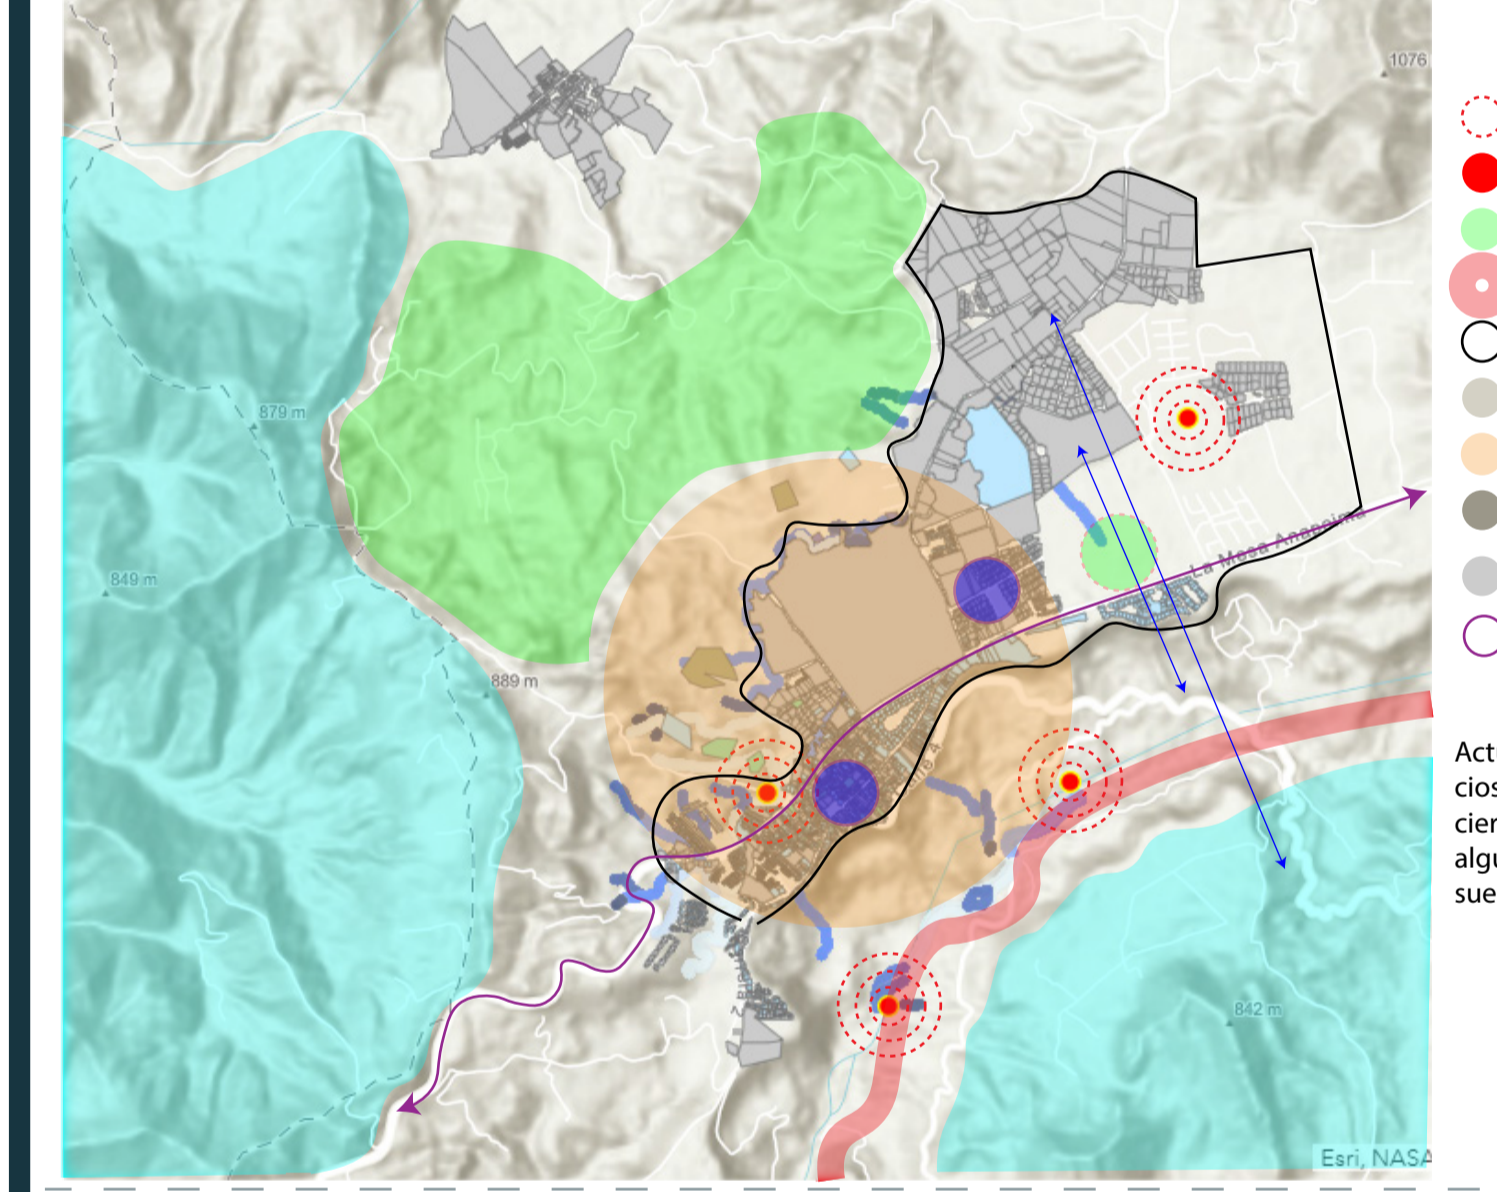 1076
879 m
849 m
La Mesa Anapoima
889 m
Act
cios
cier
algu
sue
842 m
Esri, NASA